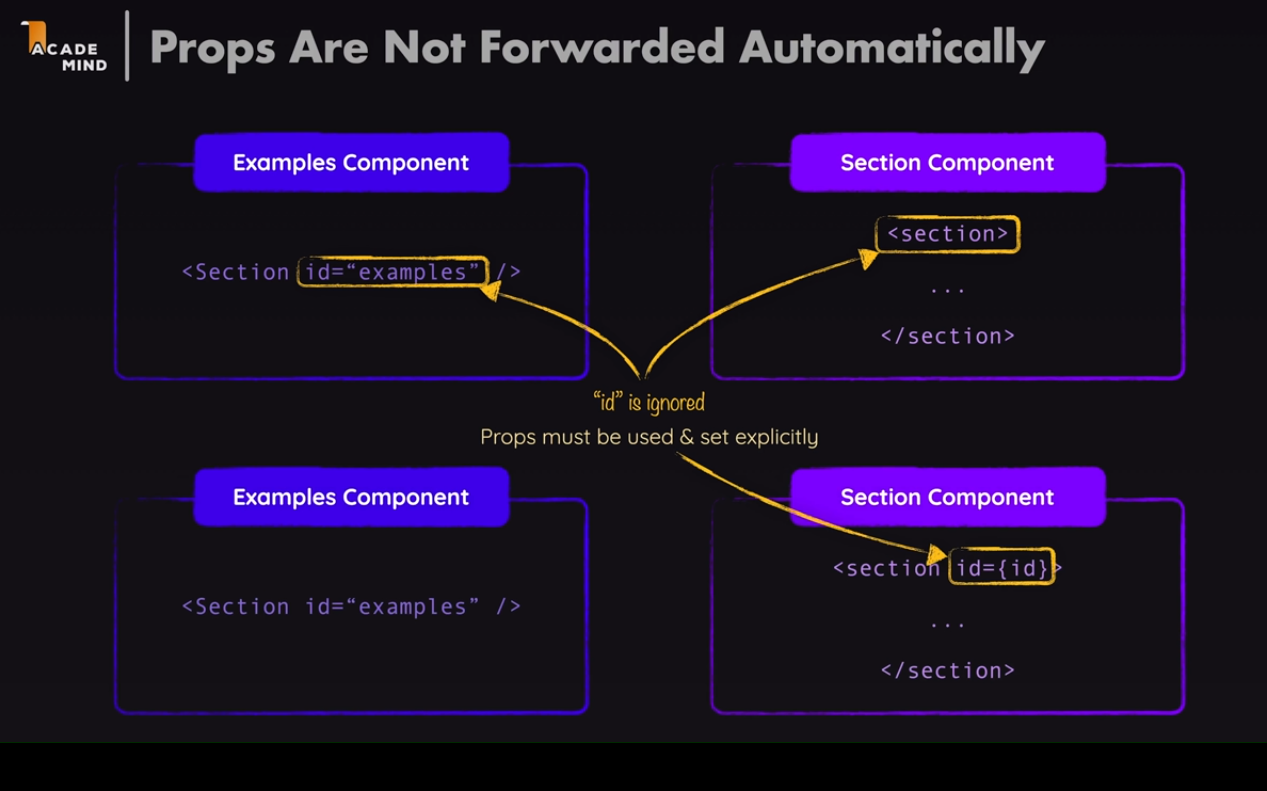 ACADE
MIND
Props Are Not Forwarded Automatically
Examples Component
<Section id=“examples” />
Section Component
<section>
...
</section>
“id” is ignored
Props must be used & set explicitly
Examples Component
<Section id=“examples” />
Section Component
<section id={id}>
...
</section>